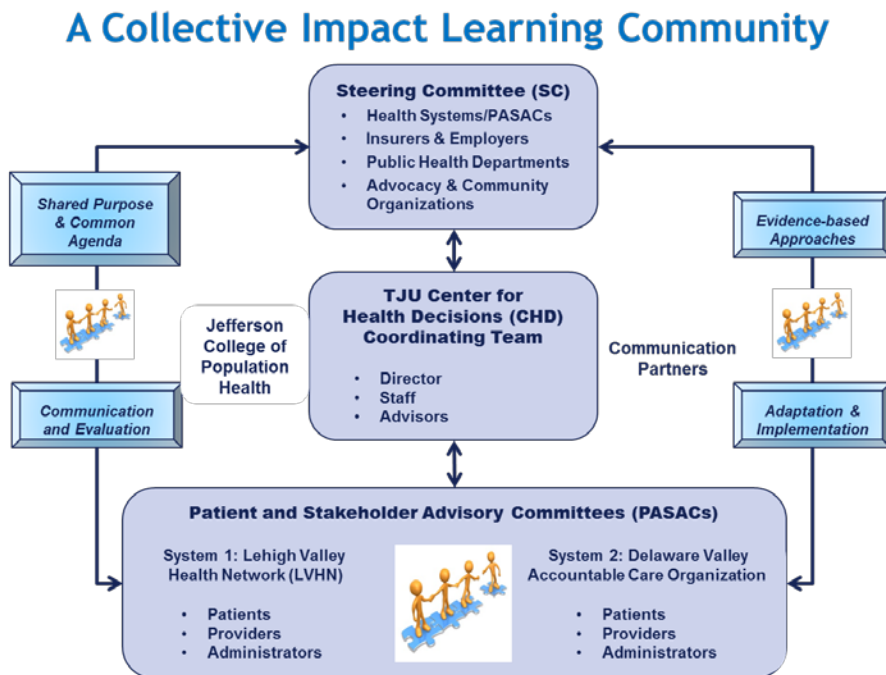 A Collective Impact Learning Community
Steering Committee (SC)
• Health Systems/PASACs
• Insurers & Employers
• Public Health Departments
• Advocacy & Community
Organizations
Shared Purpose
& Common
Agenda
Evidence-based
Approaches
TJU Center for
Health Decisions (CHD)
Coordinating Team
• Director
• Staff
• Advisors
Jefferson
College of
Population
Health
Communication
Partners
Communication
and Evaluation
Adaptation &
Implementation
Patient and Stakeholder Advisory Committees (PASACs)
System 1: Lehigh Valley
Health Network (LVHN)
• Patients
• Providers
• Administrators
System 2: Delaware Valley
Accountable Care Organization
• Patients
• Providers
• Administrators